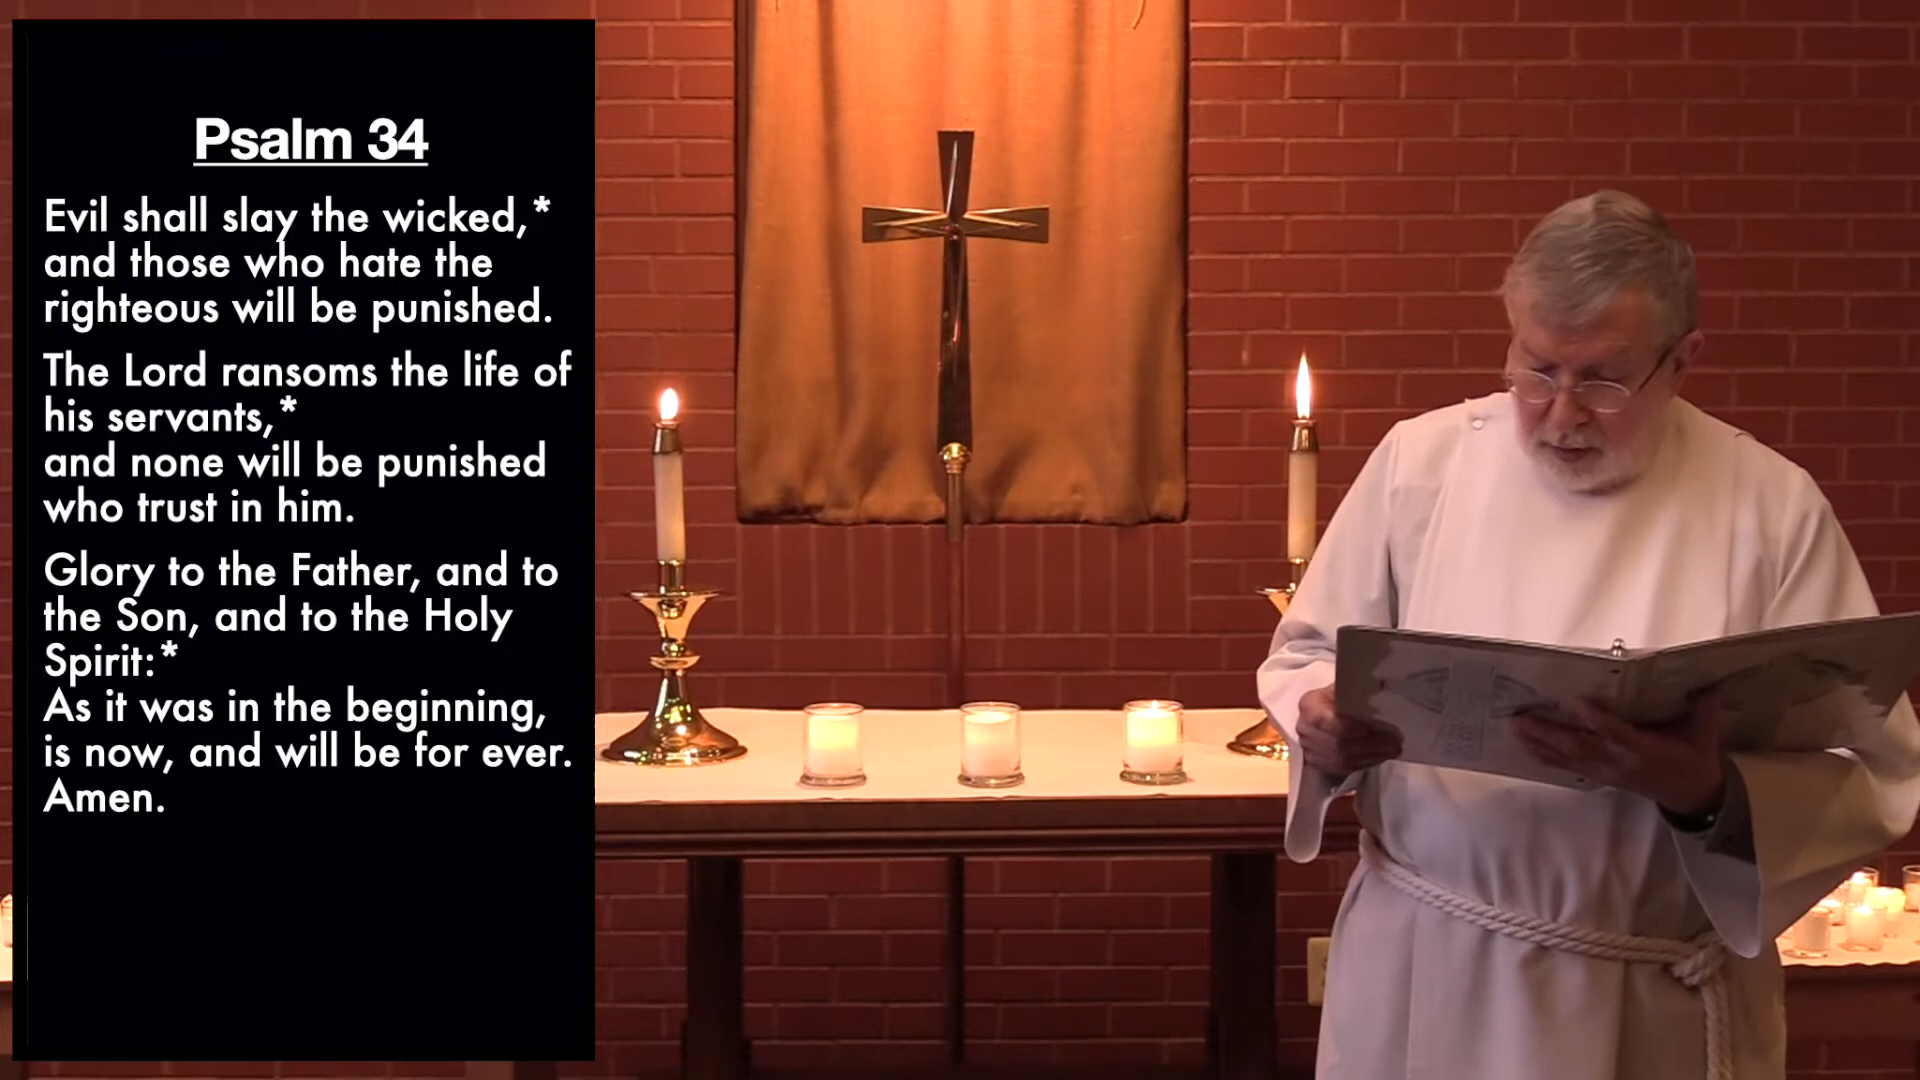 Psalm 34
Evil shall slay the wicked,*
and those who hate the
righteous will be punished.
The Lord ransoms the life of
his servants,*
and none will be punished
who trust in him.
Glory to the Father, and to
the Son, and to the Holy
Spirit:*
As it was in the beginning,
is now, and will be for ever.
Amen.